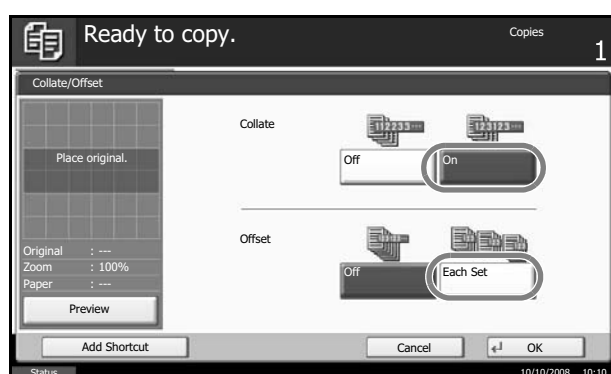 Ready to copy.
Copies
1
Collate/Offset
Place original.
Original : ---
Zoom : 100%
Paper : ---
Preview
Collate
Off
On
Offset
Off
Each Set
Add Shortcut
Cancel
OK
Status
10/10/2008 10:10